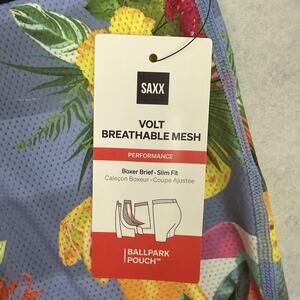 SAXX
VOLT
BREATHABLE MESH
PERFORMANCE
Boxer Brief • Slim Fit
Caleçon Boxeur • Coupe Ajustée
BALLPARK
POUCH™